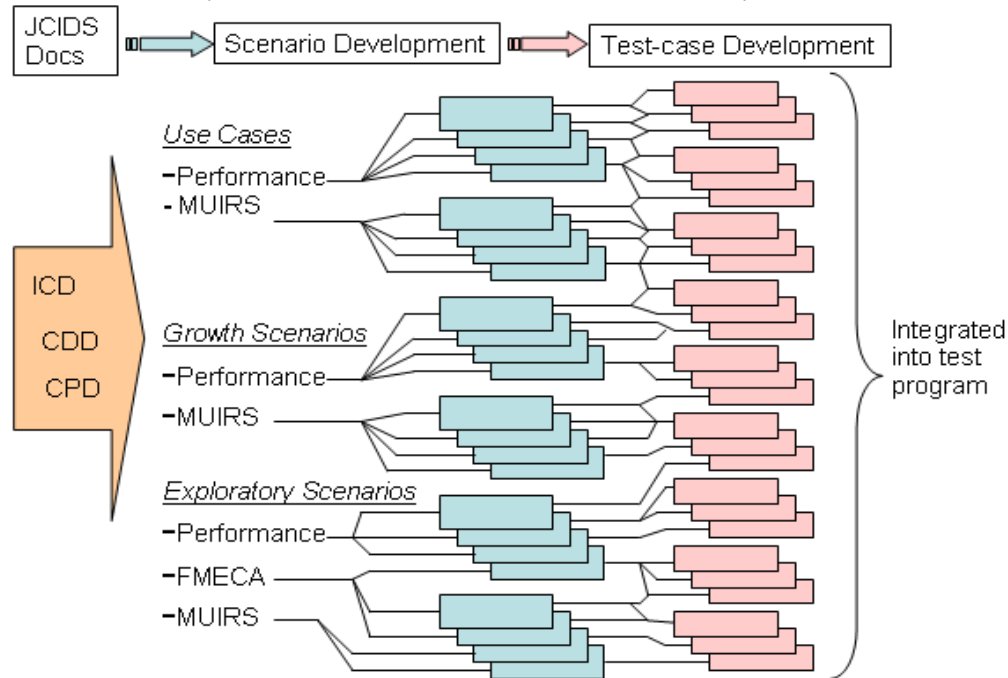 JCIDS
Docs
Scenario Development
Test-case Development
Use Cases
-Performance
- MUIRS
ICD
CDD
CPD
Growth Scenarios
-Performance
-MUIRS
Exploratory Scenarios
-Performance
-FMECA
-MUIRS
Integrated
into test
program